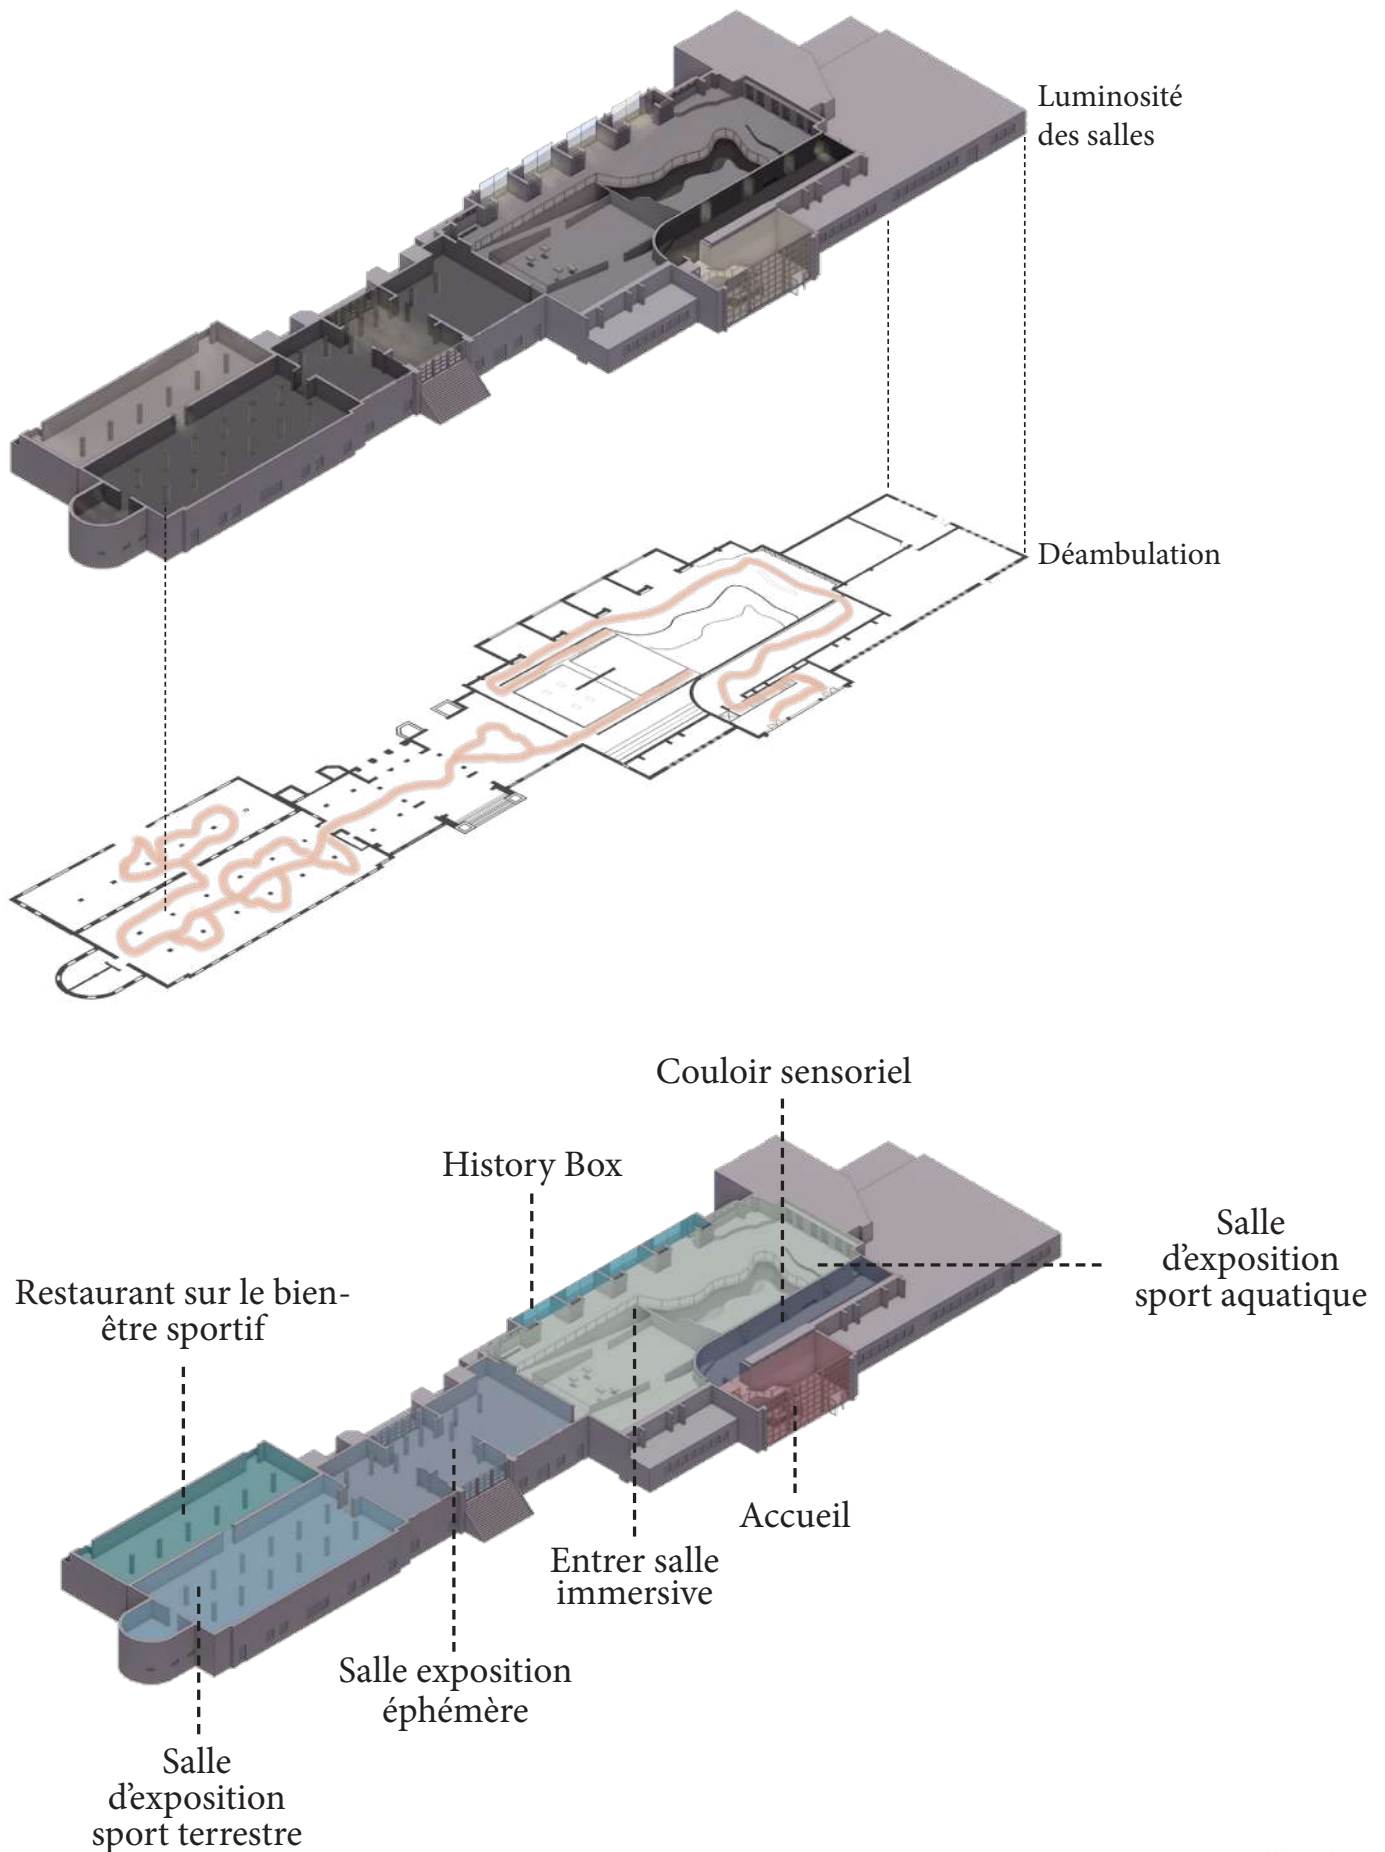 Luminosité
des salles
Déambulation
Couloir sensoriel
History Box
Salle
d'exposition
sport aquatique
Restaurant sur le bien-
être sportif
Accueil
Entrer salle
immersive
Salle exposition
éphémère
Salle
d'exposition
sport terrestre